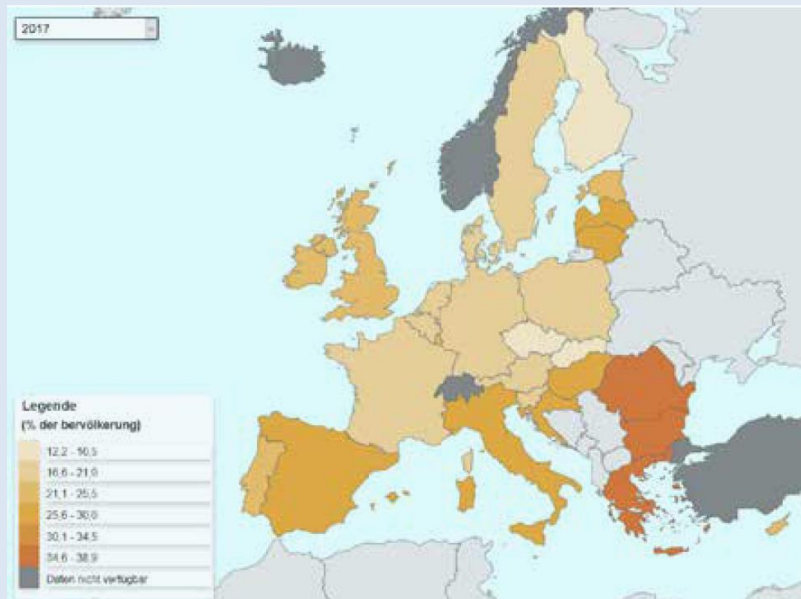 2017
Legende
(% der bervölkerung)
12,2 - 16,5
16,6 - 21,0
21,1 - 25,5
25,6 - 30,0
30,1 - 34,5
34,6 - 38,9
Daten nicht verfügbar